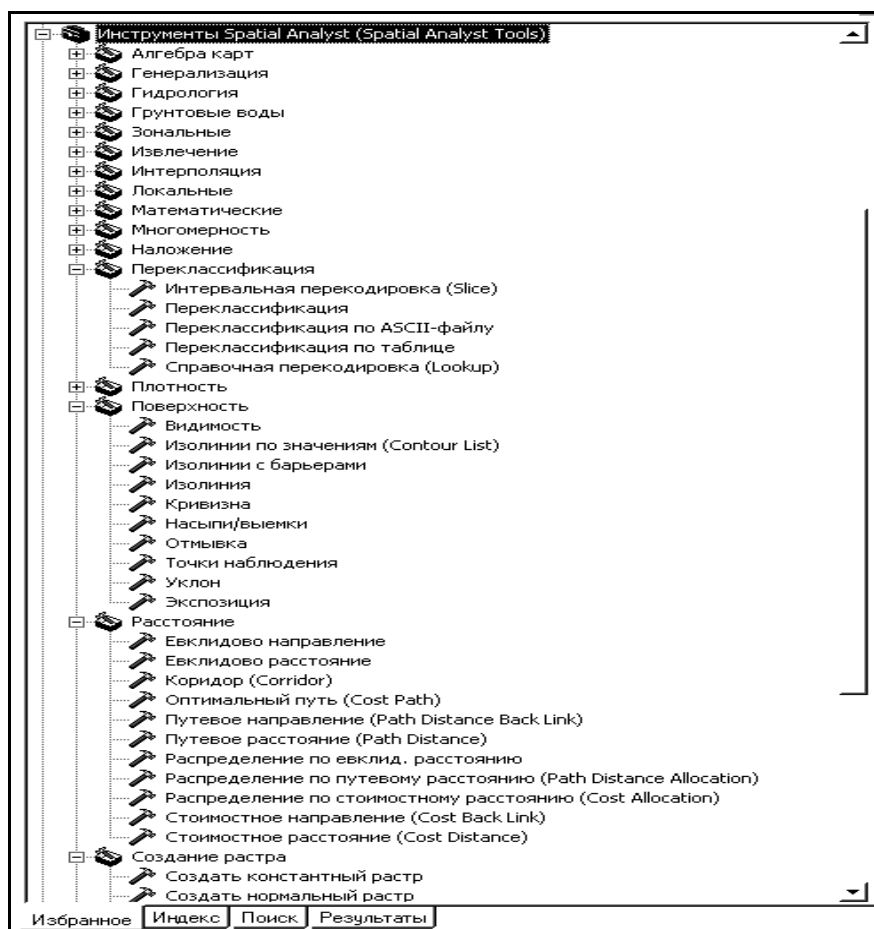 Инструменты Spatial Analyst (Spatial Analyst Tools)
Алгебра карт
Генерализация
Гидрология
Грунтовые воды
Зональные
Извлечение
Интерполяция
Локальные
Математические
Многомерность
Наложение
Переклассификация
Интервальная перекодировка (Slice)
Переклассификация
Переклассификация по ASCII-файлу
Переклассификация по таблице
Справочная перекодировка (Lookup)
Плотность
Поверхность
Видимость
Изолинии по значениям (Contour List)
Изолинии с барьерами
Изолиния
Кривизна
Насыпи/выемки
Отмывка
Точки наблюдения
Уклон
Экспозиция
Расстояние
Евклидово направление
Евклидово расстояние
Коридор (Corridor)
Оптимальный путь (Cost Path)
Путевое направление (Path Distance Back Link)
Путевое расстояние (Path Distance)
Распределение по евклид. расстоянию
Распределение по путевому расстоянию (Path Distance Allocation)
Распределение по стоимостному расстоянию (Cost Allocation)
Стоимостное направление (Cost Back Link)
Стоимостное расстояние (Cost Distance)
Создание растра
Создать константный растр
Создать нормальный растр
Избранное Индекс Поиск Результаты